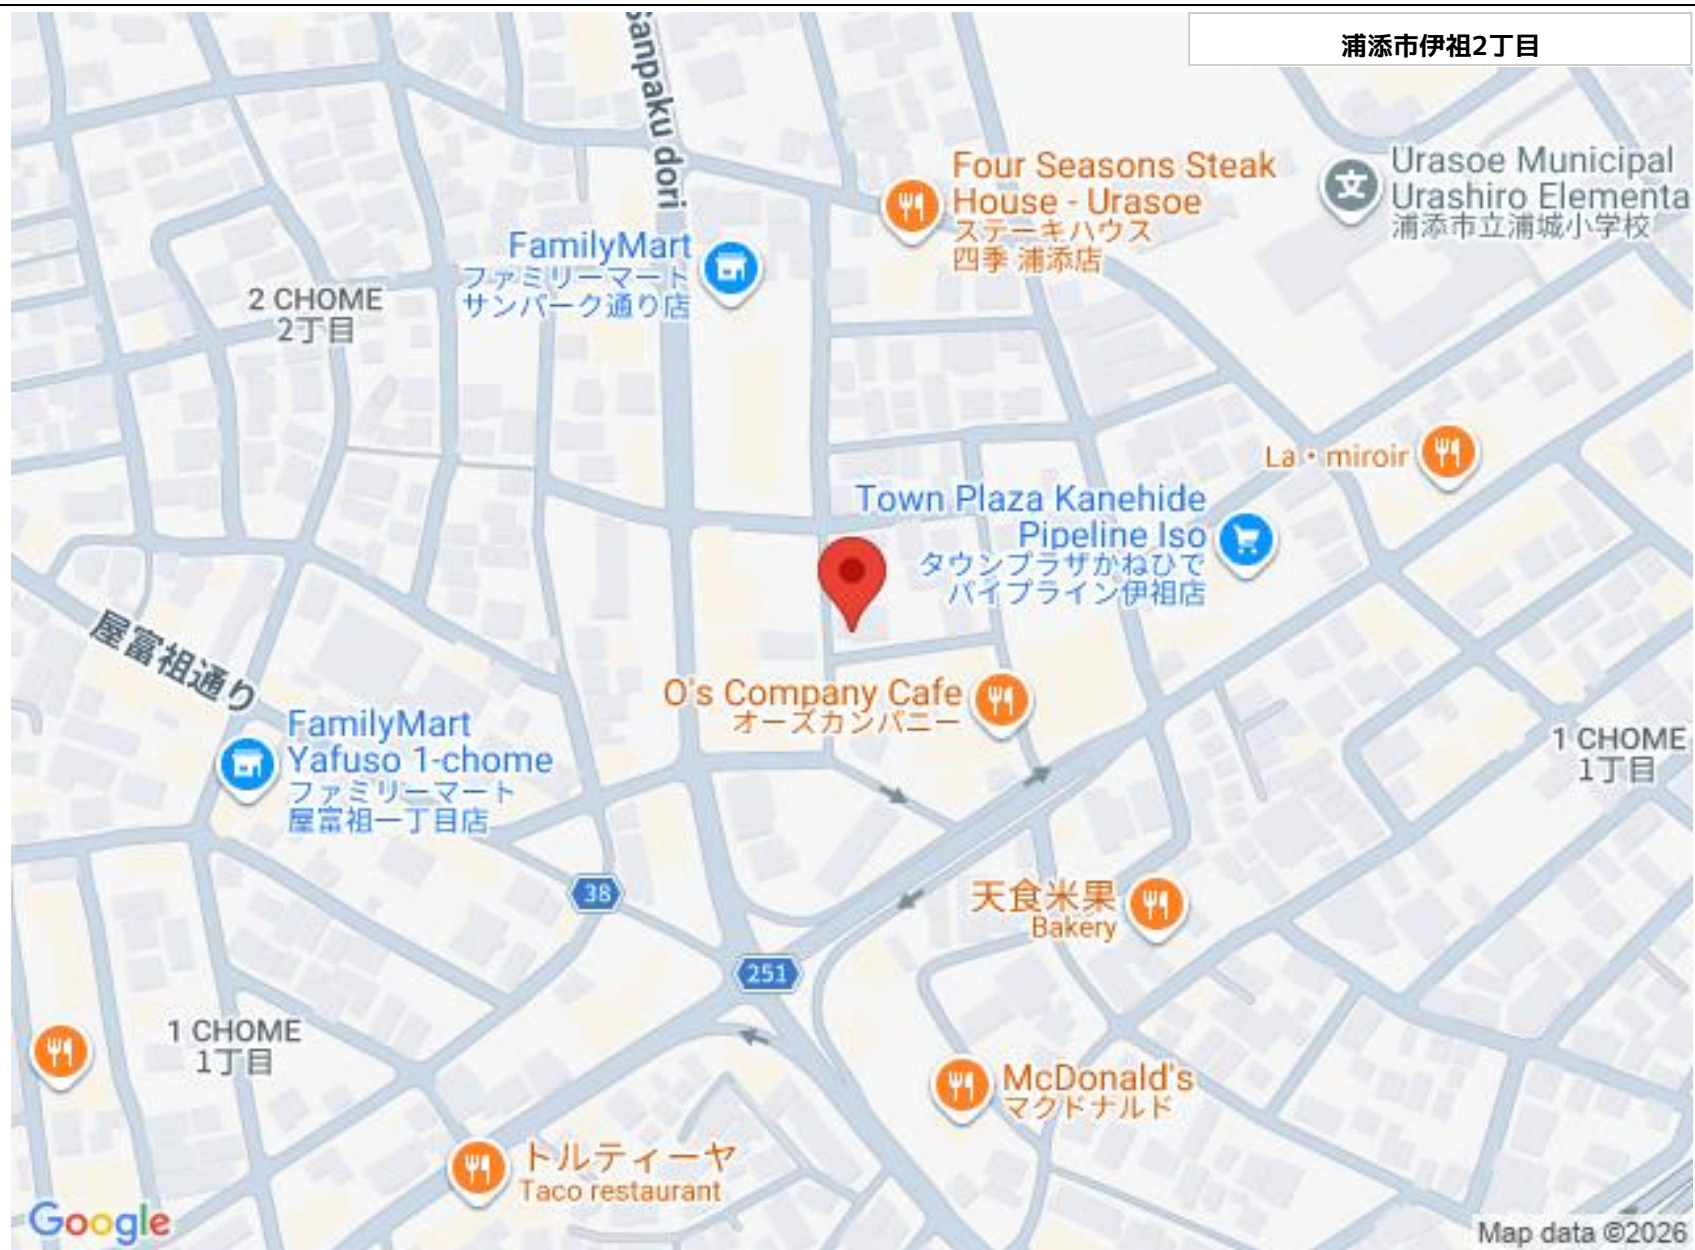 浦添市伊祖2丁目
Sanpaku dori
Four Seasons Steak
House - Urasoe
ステーキハウス
四季 浦添店
Urasoe Municipal
Urashiro Elementa
浦添市立浦城小学校
FamilyMart
ファミリーマート
サンパーク通り店
2 CHOME
2丁目
La・miroir
Town Plaza Kanehide
Pipeline Iso
タウンプラザかねひで
パイプライン伊祖店
屋富祖通り
O's Company Cafe
オーズカンパニー
FamilyMart
Yafuso 1-chome
ファミリーマート
屋富祖一丁目店
1 CHOME
1丁目
38
天食米果
Bakery
251
1 CHOME
1丁目
McDonald's
マクドナルド
トルティーヤ
Taco restaurant
Google
Map data ©2026